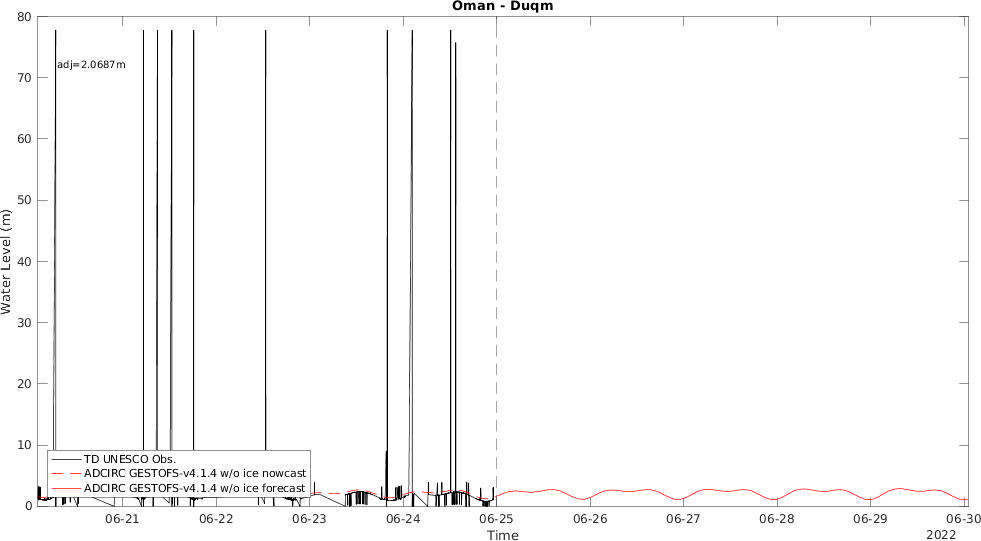 Oman - Duqm
80
adj=2.0687m
70
60
50
40
30
20
10
0
Water Level (m)
TD UNESCO Obs.
ADCIRC GESTOFS-v4.1.4 w/o ice nowcast
ADCIRC GESTOFS-v4.1.4 w/o ice forecast
06-21 06-22 06-23 06-24 06-25 06-26 06-27 06-28 06-29 06-30
Time
2022